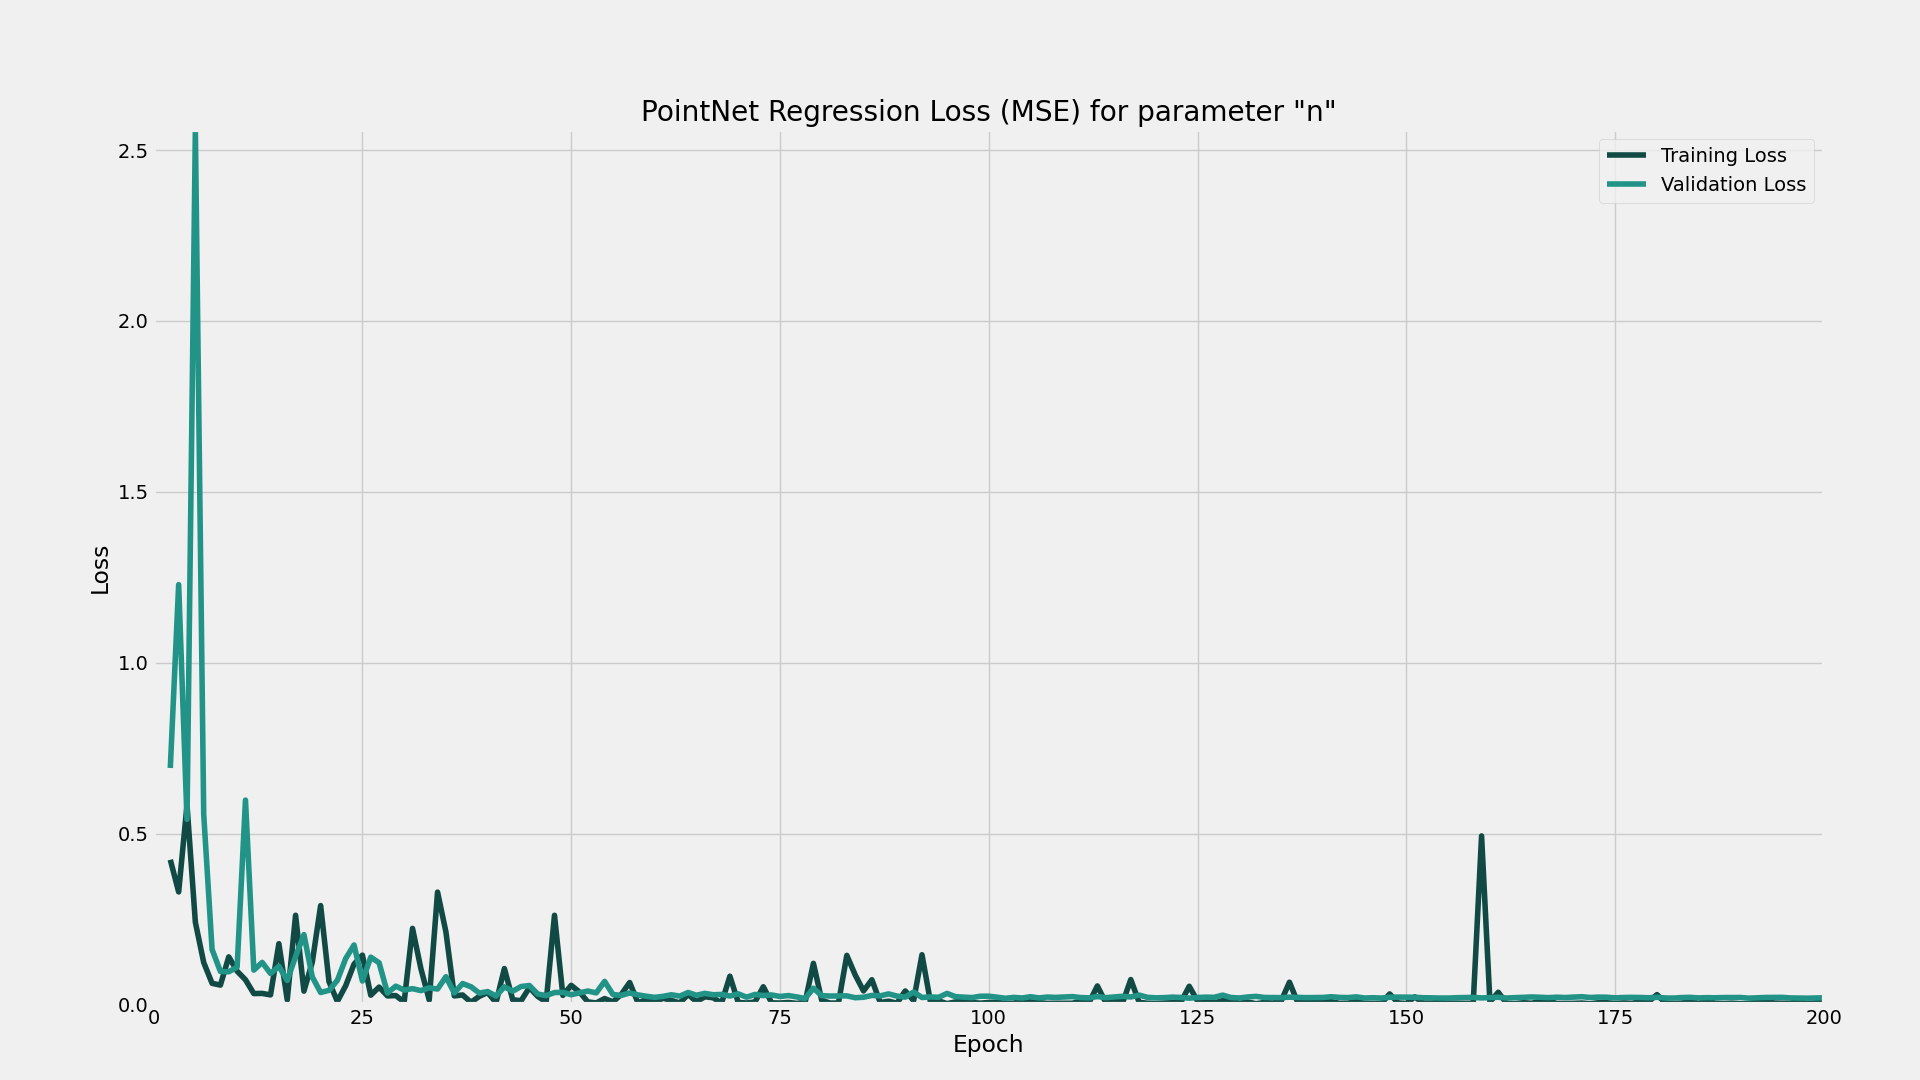 PointNet Regression Loss (MSE) for parameter "n"
Training Loss
Validation Loss
2.5
2.0
1.5
1.0
0.5
0.0
Loss
0 25 50 75 100 125 150 175 200
Epoch